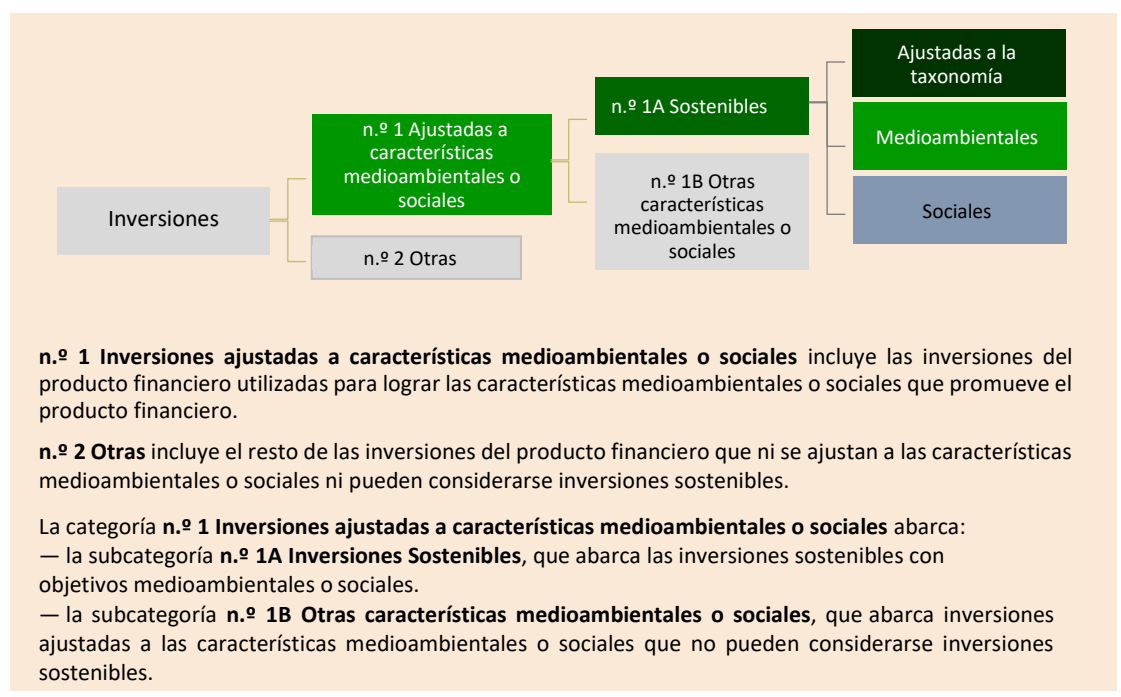 Inversiones
n.º 1 Ajustadas a
características
medioambientales o
sociales
n.º 2 Otras
n.º 1A Sostenibles
n.º 1B Otras
características
medioambientales o
sociales
Ajustadas a la
taxonomía
Medioambientales
Sociales
n.º 1 Inversiones ajustadas a características medioambientales o sociales incluye las inversiones del
producto financiero utilizadas para lograr las características medioambientales o sociales que promueve el
producto financiero.
n.º 2 Otras incluye el resto de las inversiones del producto financiero que ni se ajustan a las características
medioambientales o sociales ni pueden considerarse inversiones sostenibles.
La categoría n.º 1 Inversiones ajustadas a características medioambientales o sociales abarca:
— la subcategoría n.º 1A Inversiones Sostenibles, que abarca las inversiones sostenibles con
objetivos medioambientales o sociales.
— la subcategoría n.º 1B Otras características medioambientales o sociales, que abarca inversiones
ajustadas a las características medioambientales o sociales que no pueden considerarse inversiones
sostenibles.